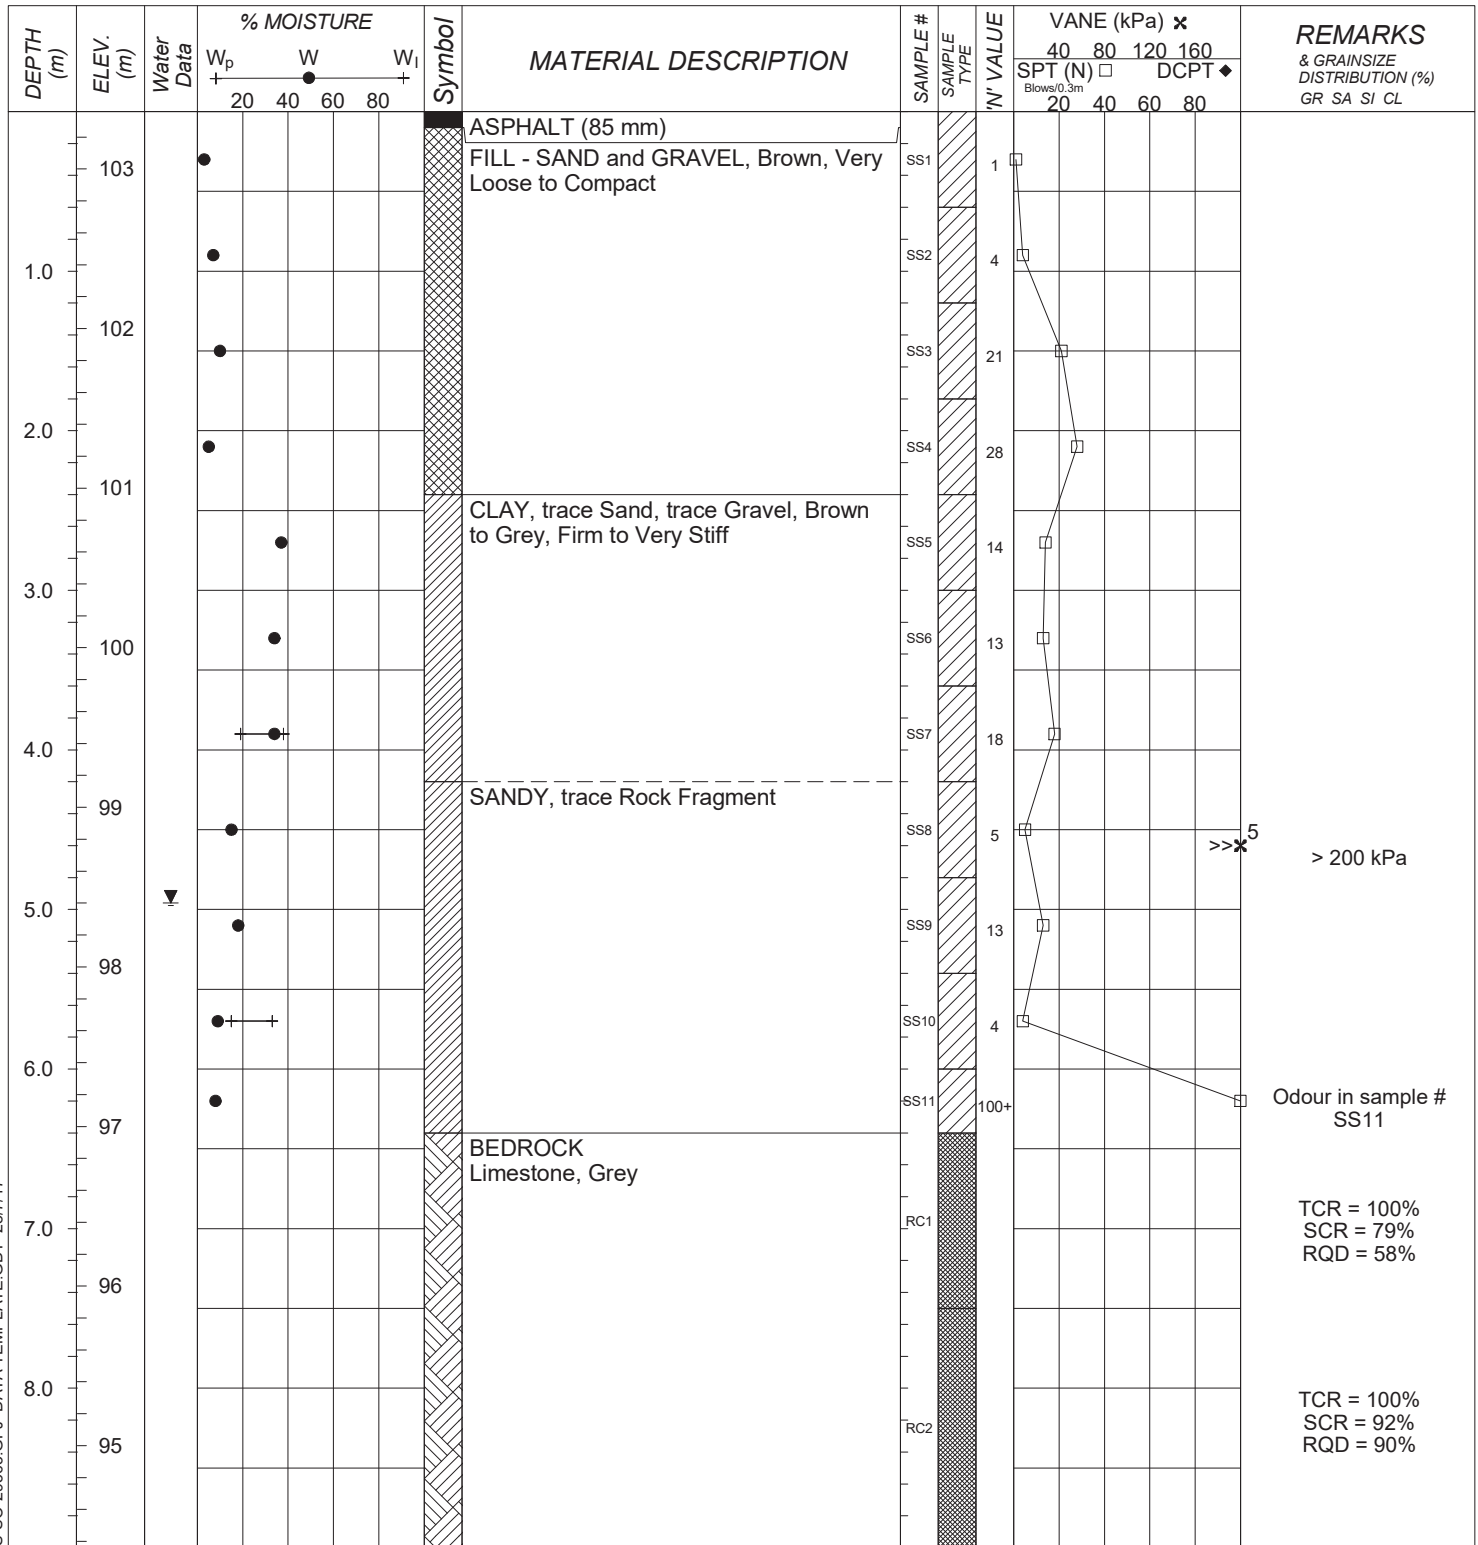 DEPTH (m)
ELEV. (m)
Water Data
% MOISTURE
Wp W Wl
20 40 60 80
Symbol
MATERIAL DESCRIPTION
SAMPLE #
SAMPLE TYPE
'N' VALUE
VANE (kPa)
40 80 120 160
SPT (N) DCPT
Blows/0.3m
20 40 60 80
REMARKS
& GRAINSIZE
DISTRIBUTION (%)
GR SA SI CL
ASPHALT (85 mm)
103
FILL - SAND and GRAVEL, Brown, Very
Loose to Compact
SS1
1
1.0
SS2
4
102
SS3
21
2.0
SS4
28
101
CLAY, trace Sand, trace Gravel, Brown
to Grey, Firm to Very Stiff
SS5
14
3.0
100
SS6
13
4.0
SS7
18
99
SANDY, trace Rock Fragment
SS8
5
5
>>
> 200 kPa
5.0
SS9
13
98
SS10
4
6.0
SS11
100+
Odour in sample #
SS11
97
BEDROCK
Limestone, Grey
7.0
RC1
TCR = 100%
SCR = 79%
RQD = 58%
96
8.0
RC2
TCR = 100%
SCR = 92%
RQD = 90%
95